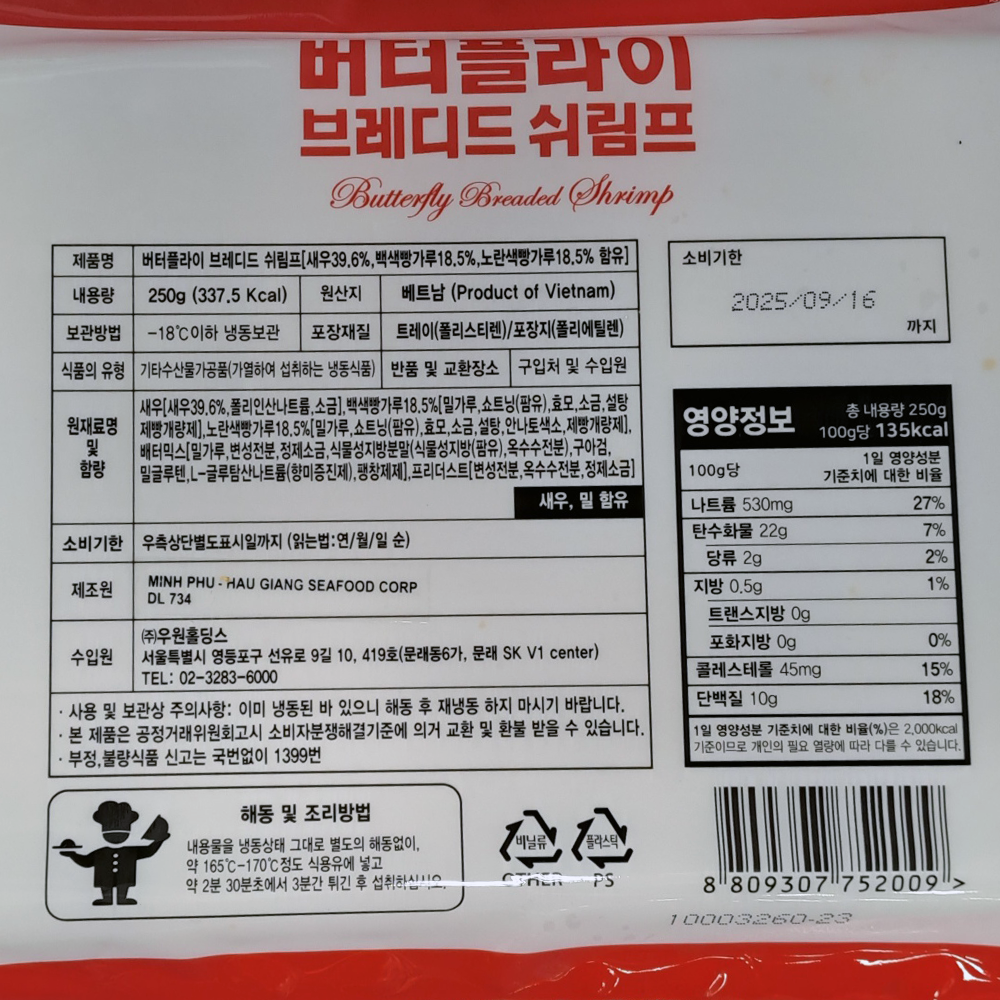 버터플라이
브레디드 쉬림프
Butterfly Breaded Shrimp
제품명 버터플라이 브레디드 쉬림프[새우39.6%,백색빵가루18.5%,노란색빵가루18.5% 함유]
내용량 250g (337.5 Kcal) 원산지 베트남 (Product of Vietnam)
보관방법 -18℃이하 냉동보관 포장재질 트레이(폴리스티렌)/포장지(폴리에틸렌)
식품의 유형 기타수산물가공품(가열하여 섭취하는 냉동식품) 반품 및 교환장소 구입처 및 수입원
원재료명
및
함량
새우[새우39.6%,폴리인산나트륨,소금],백색빵가루18.5%[밀가루,쇼트닝(팜유),효모,소금,설탕
제빵개량제],노란색빵가루18.5%[밀가루,쇼트닝(팜유),효모,소금,설탕,안나토색소,제빵개량제],
배터믹스[밀가루,변성전분,정제소금,식물성지방분말(식물성지방(팜유),옥수수전분),구아검,
밀글루텐,L-글루탐산나트륨(향미증진제),팽창제제],프리더스트[변성전분,옥수수전분,정제소금]
새우, 밀 함유
소비기한 우측상단별도표시일까지 (읽는법:연/월/일 순)
제조원
MINH PHU - HAU GIANG SEAFOOD CORP
DL 734
수입원
㈜우원홀딩스
서울특별시 영등포구 선유로 9길 10, 419호(문래동6가, 문래 SK V1 center)
TEL: 02-3283-6000
· 사용 및 보관상 주의사항: 이미 냉동된 바 있으니 해동 후 재냉동 하지 마시기 바랍니다.
· 본 제품은 공정거래위원회고시 소비자분쟁해결기준에 의거 교환 및 환불 받을 수 있습니다.
· 부정,불량식품 신고는 국번없이 1399번
소비기한
2025/09/16
까지
영양정보
총 내용량 250g
100g당 135kcal
100g당
1일 영양성분
기준치에 대한 비율
나트륨 530mg 27%
탄수화물 22g 7%
당류 2g 2%
지방 0.5g 1%
트랜스지방 0g
포화지방 0g 0%
콜레스테롤 45mg 15%
단백질 10g 18%
1일 영양성분 기준치에 대한 비율(%)은 2,000kcal
기준이므로 개인의 필요 열량에 따라 다를 수 있습니다.
해동 및 조리방법
내용물을 냉동상태 그대로 별도의 해동없이,
약 165℃-170℃정도 식용유에 넣고
약 2분 30분초에서 3분간 튀긴 후 섭취하십시오.
비닐류
OTHER
플라스틱
PS
8 809307 752009 >
10003260-23